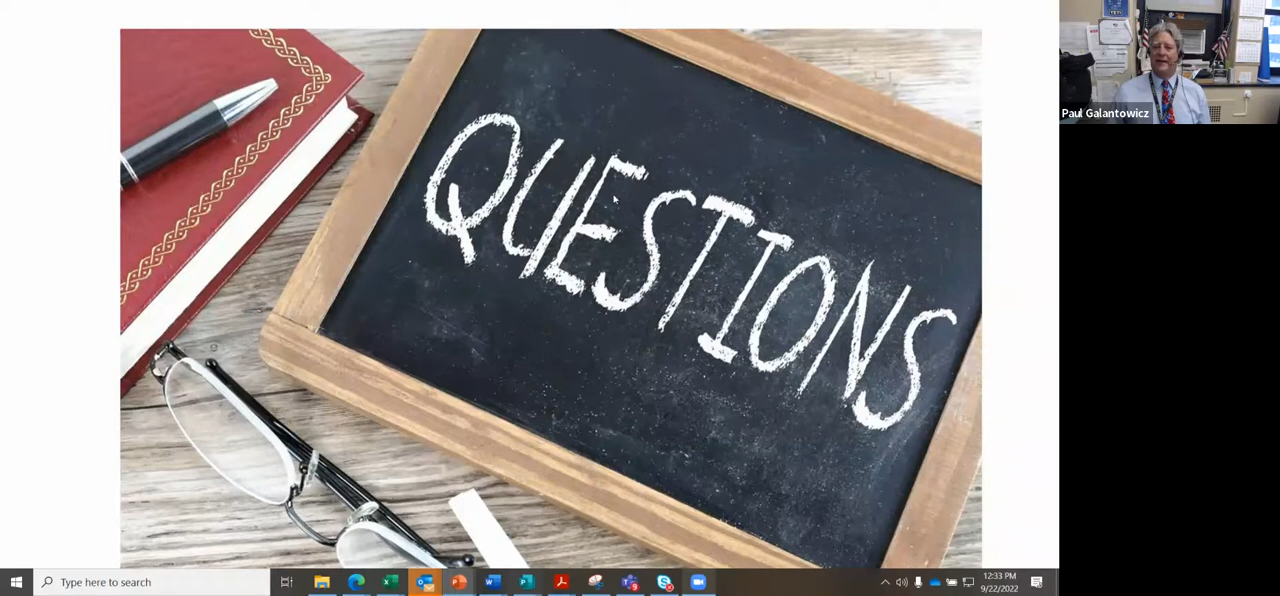 QUESTIONS
Paul Galantowicz
Type here to search
12:33 PM
9/22/2022